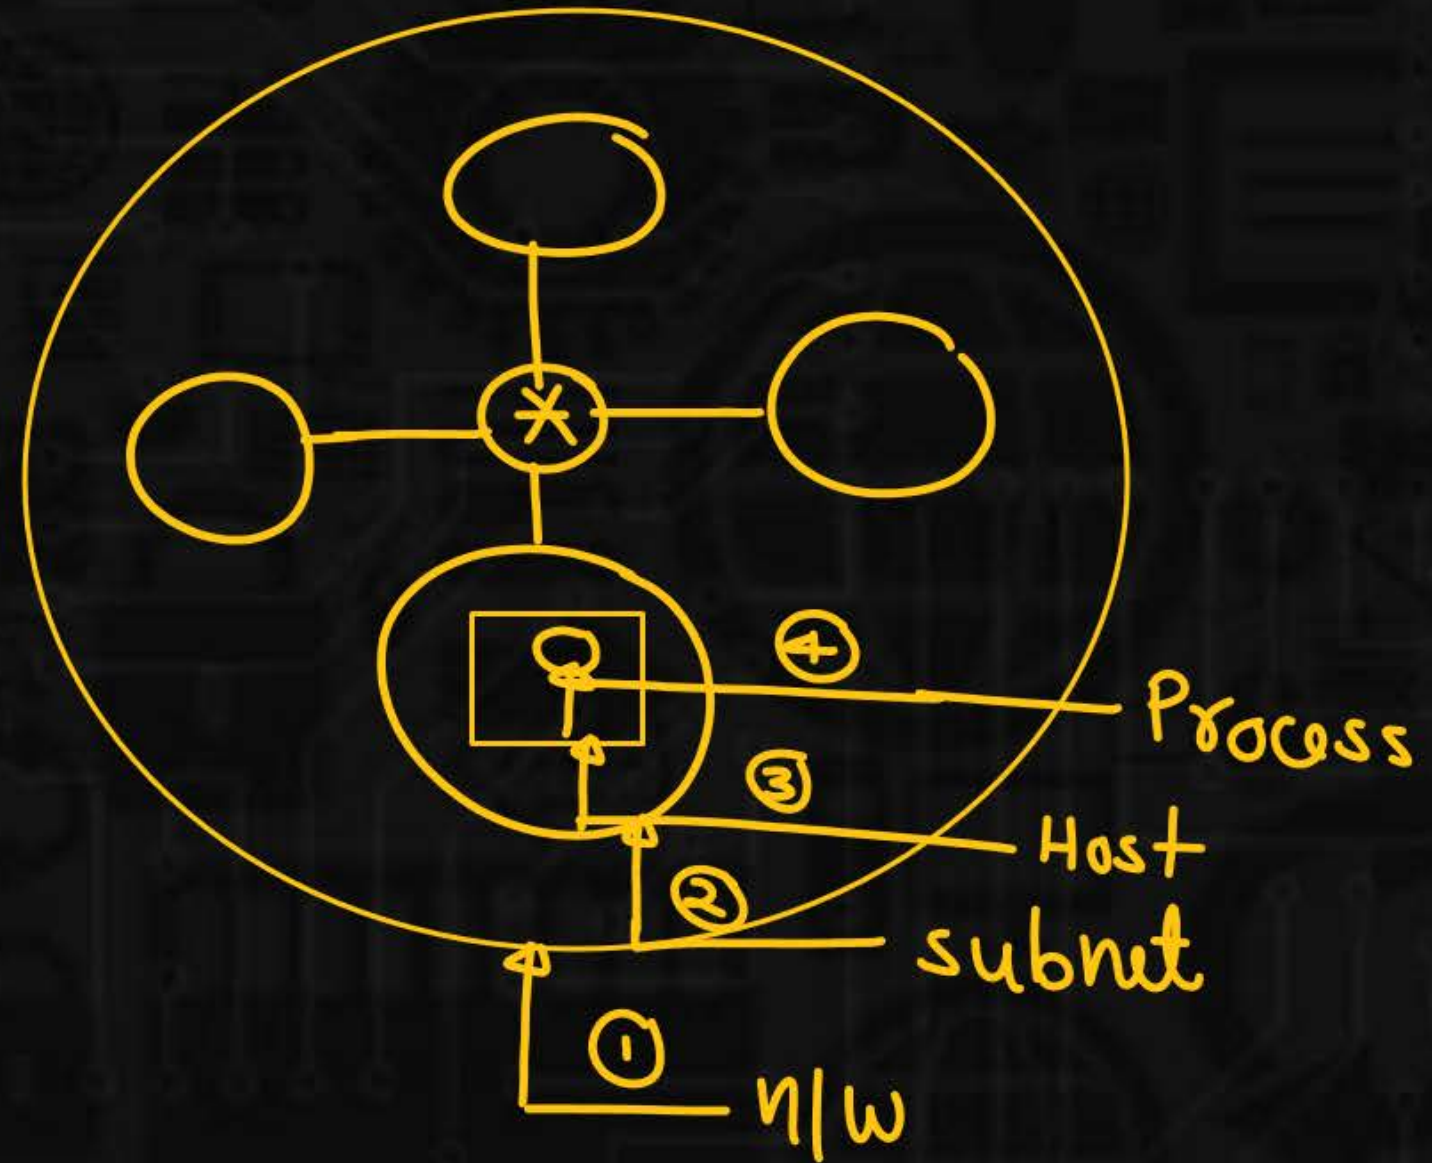 ④
Process
③
Host
②
subnet
①
n/w